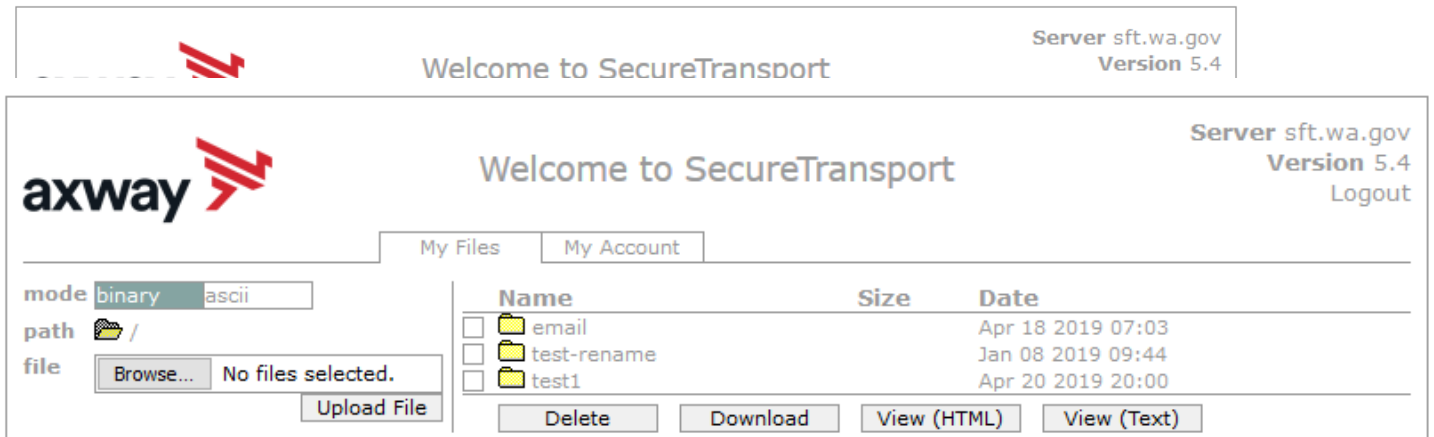 Server sft.wa.gov
Welcome to SecureTransport
Version 5.4
Server sft.wa.gov
axway
Welcome to SecureTransport
Version 5.4
Logout
My Files My Account
mode binary ascii
Name Size Date
path /
email Apr 18 2019 07:03
test-rename Jan 08 2019 09:44
file Browse... No files selected.
test1 Apr 20 2019 20:00
Upload File
Delete Download View (HTML) View (Text)